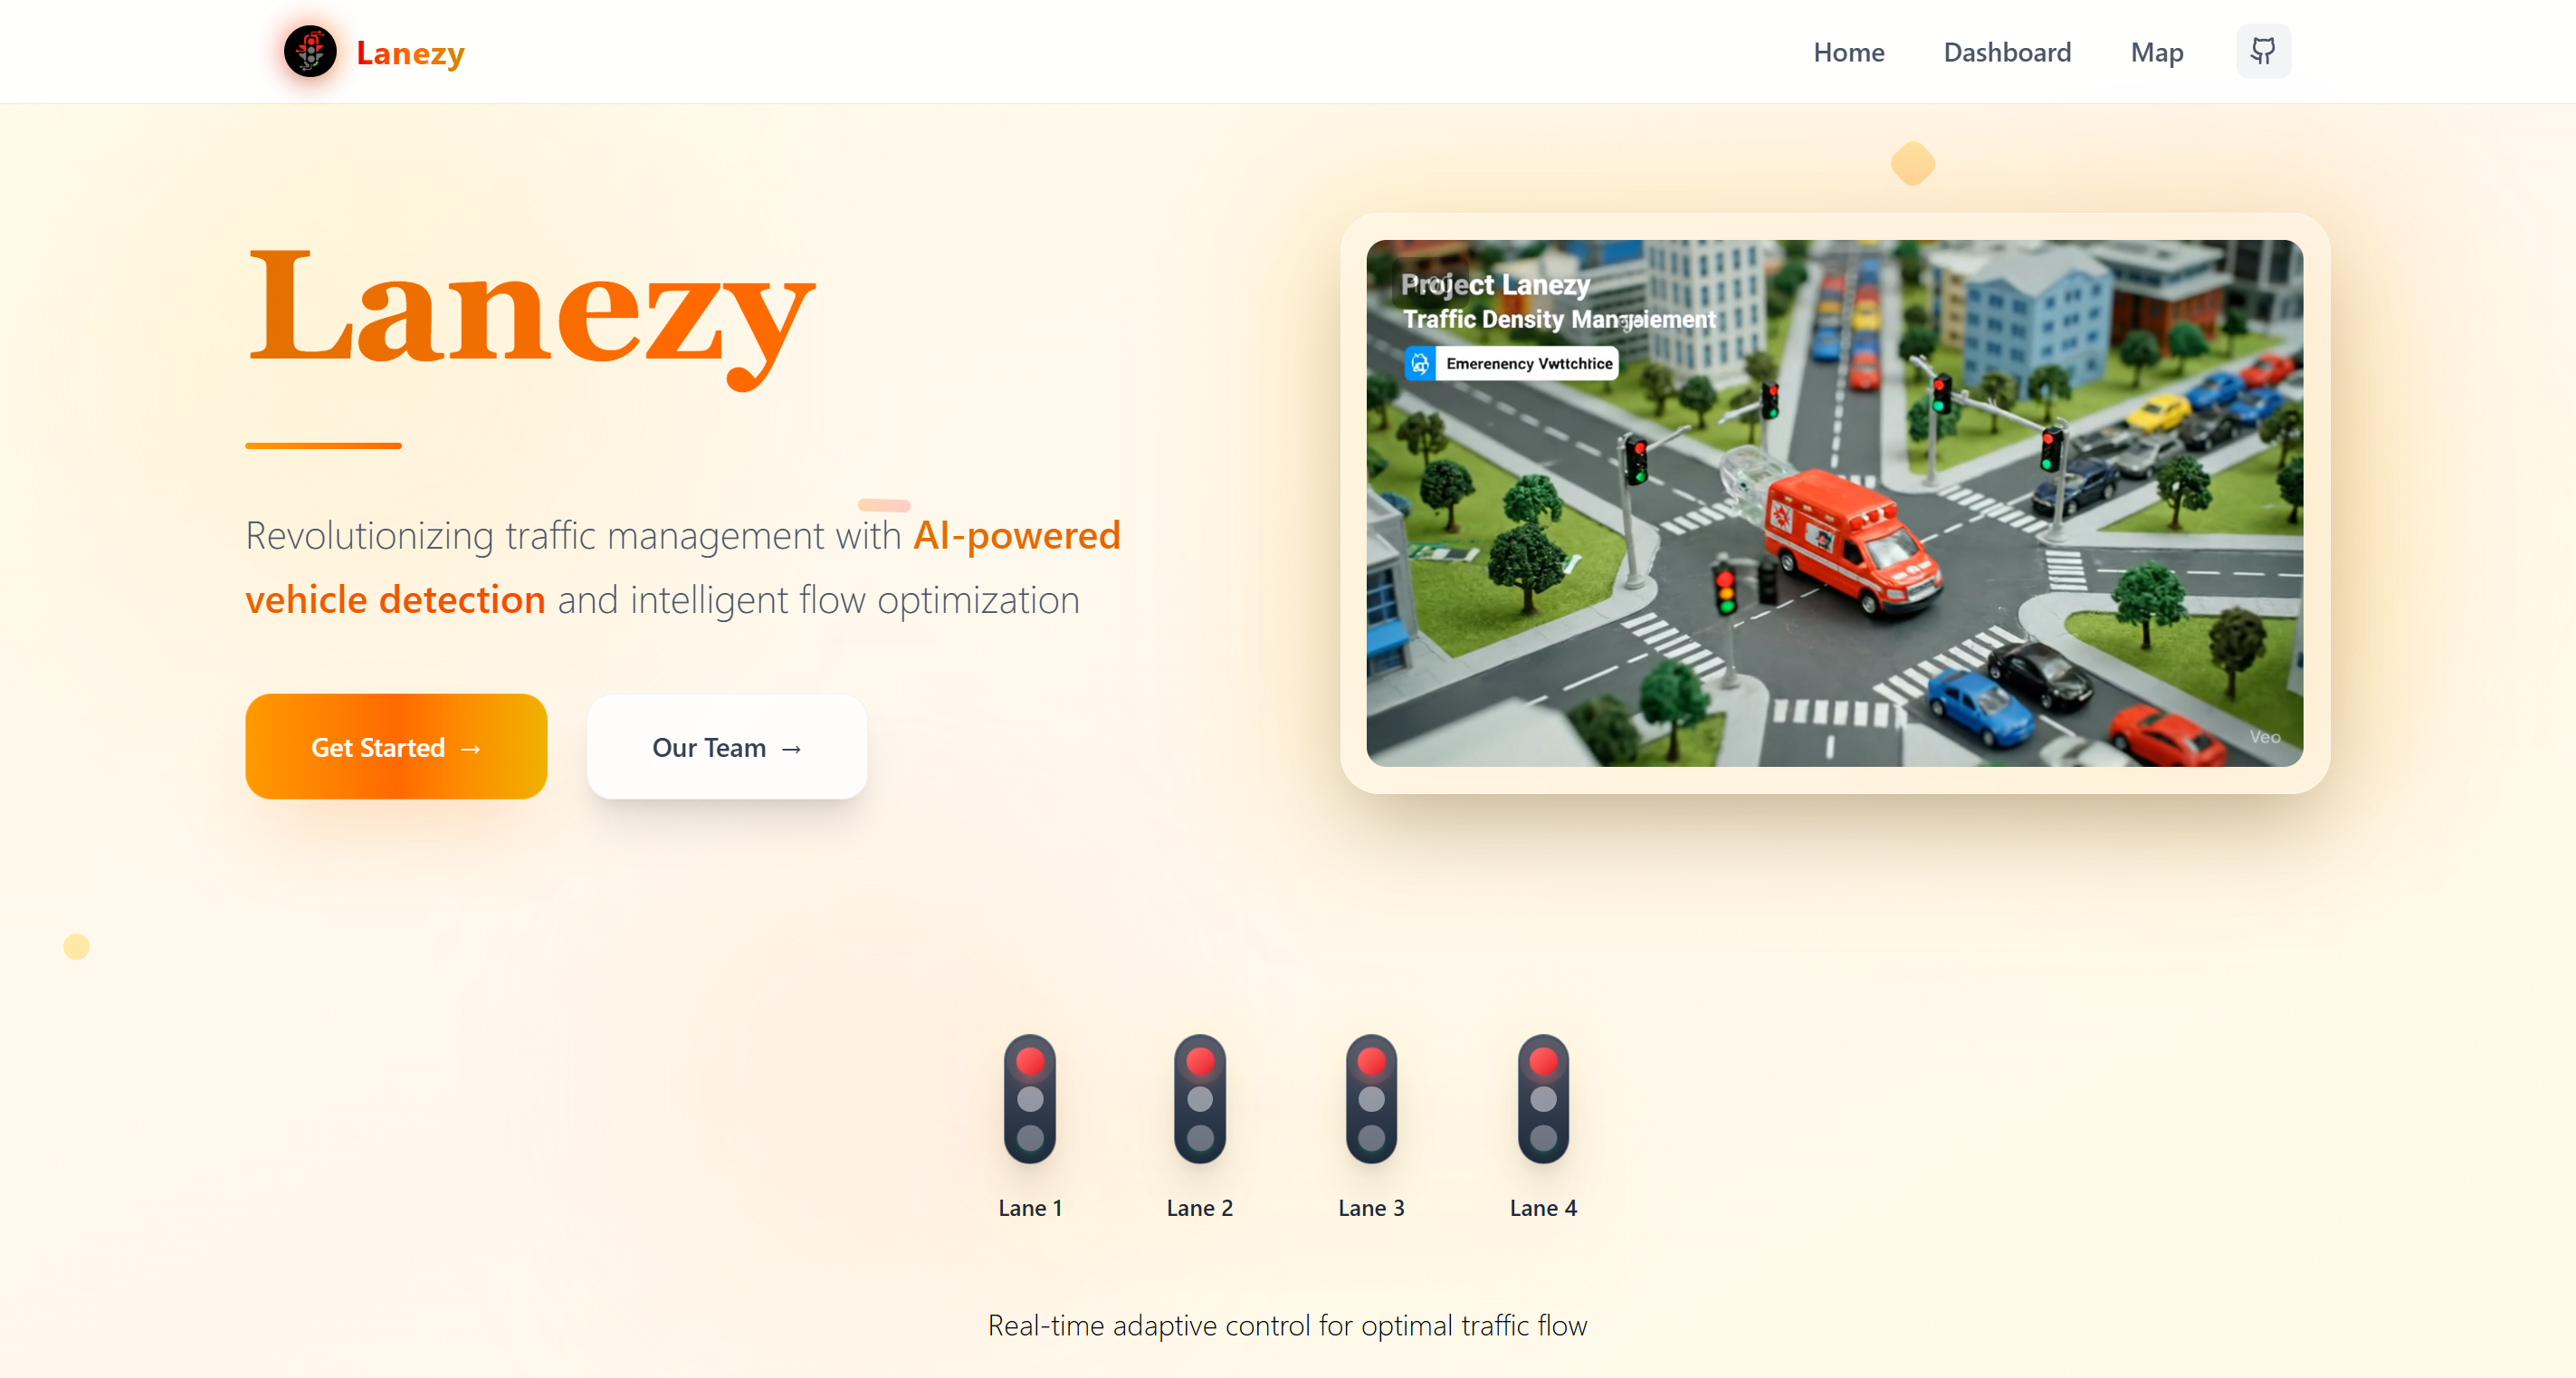 Lanezy
Home
Dashboard
Map
Lanezy
Revolutionizing traffic management with AI-powered
vehicle detection and intelligent flow optimization
Get Started →
Our Team →
Project Lanezy
Traffic Density
Emerenency Vwttchtice
Veo
Lane 1
Lane 2
Lane 3
Lane 4
Real-time adaptive control for optimal traffic flow